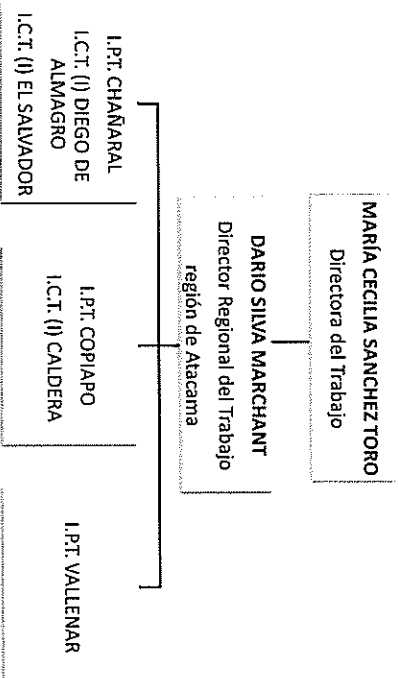 MARÍA CECILIA SANCHEZ TORO
Directora del Trabajo
DARIO SILVA MARCHANT
Director Regional del Trabajo
región de Atacama
I.P.T. CHAÑARAL
I.C.T. (I) DIEGO DE
ALMAGRO
I.C.T. (I) EL SALVADOR
I.P.T. COPIAPO
I.C.T. (I) CALDERA
I.P.T. VALLENAR